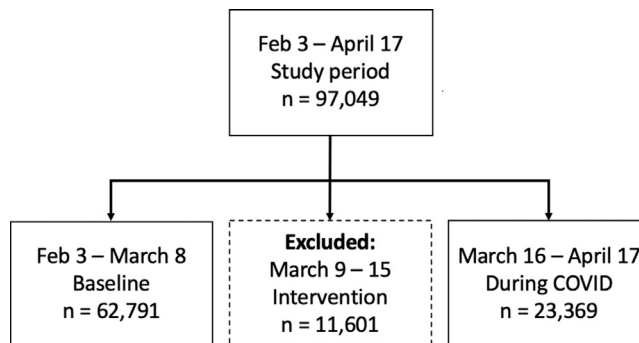 Feb 3 – April 17
Study period
n = 97,049
Feb 3 – March 8
Baseline
n = 62,791
Excluded:
March 9 – 15
Intervention
n = 11,601
March 16 – April 17
During COVID
n = 23,369